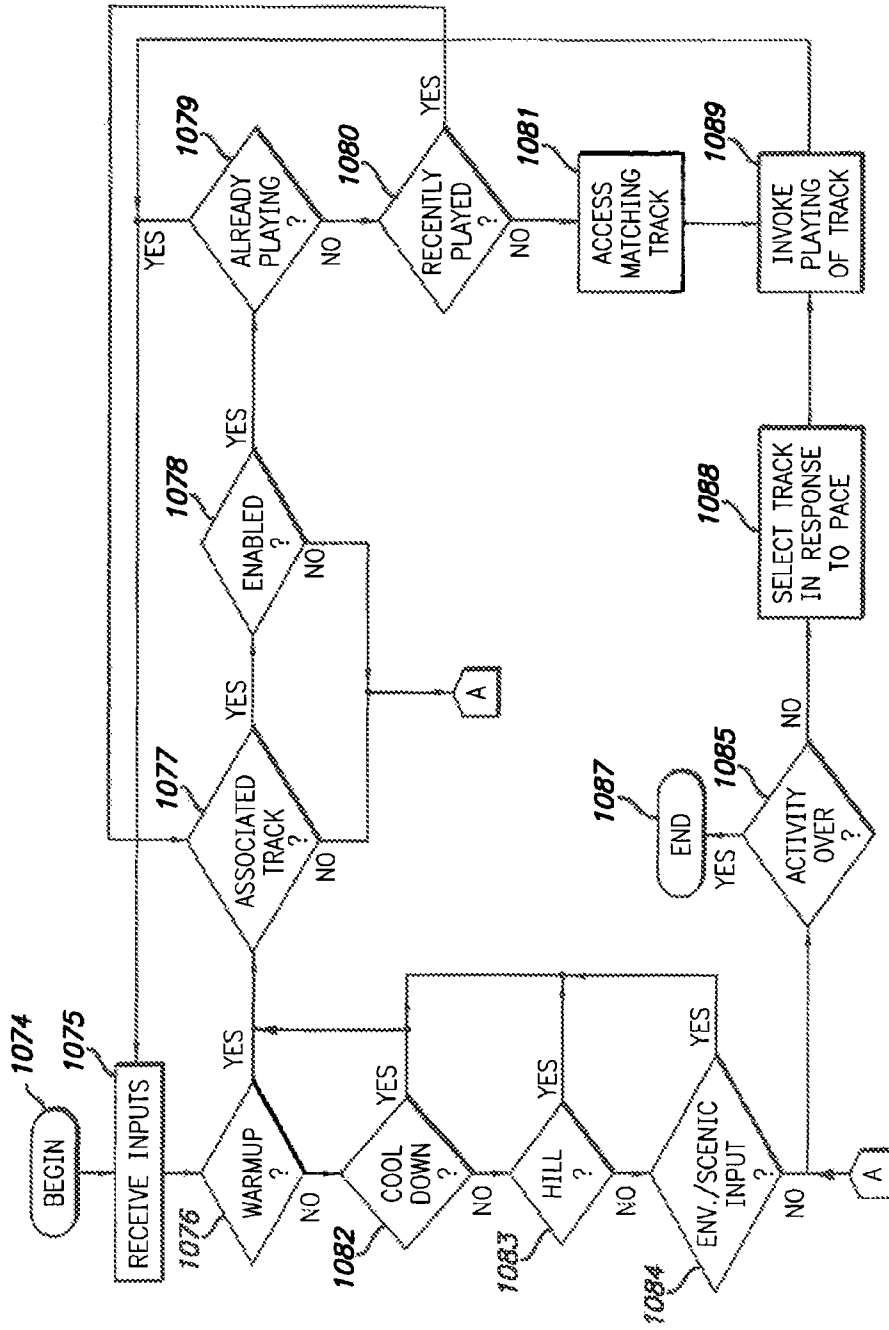 1074
BEGIN
1075
RECEIVE INPUTS
1076
WARMUP
?
YES
NO
1077
ASSOCIATED
TRACK
?
YES
NO
1078
ENABLED
?
YES
NO
1079
ALREADY
PLAYING
?
YES
NO
1080
RECENTLY
PLAYED
?
YES
NO
1081
ACCESS
MATCHING
TRACK
A
1082
COOL
DOWN
?
YES
NO
1083
HILL
?
YES
NO
1084
ENV./SCENIC
INPUT
?
YES
NO
A
1085
ACTIVITY
OVER
?
YES
NO
1087
END
1088
SELECT TRACK
IN RESPONSE
TO PACE
1089
INVOKE
PLAYING
OF TRACK